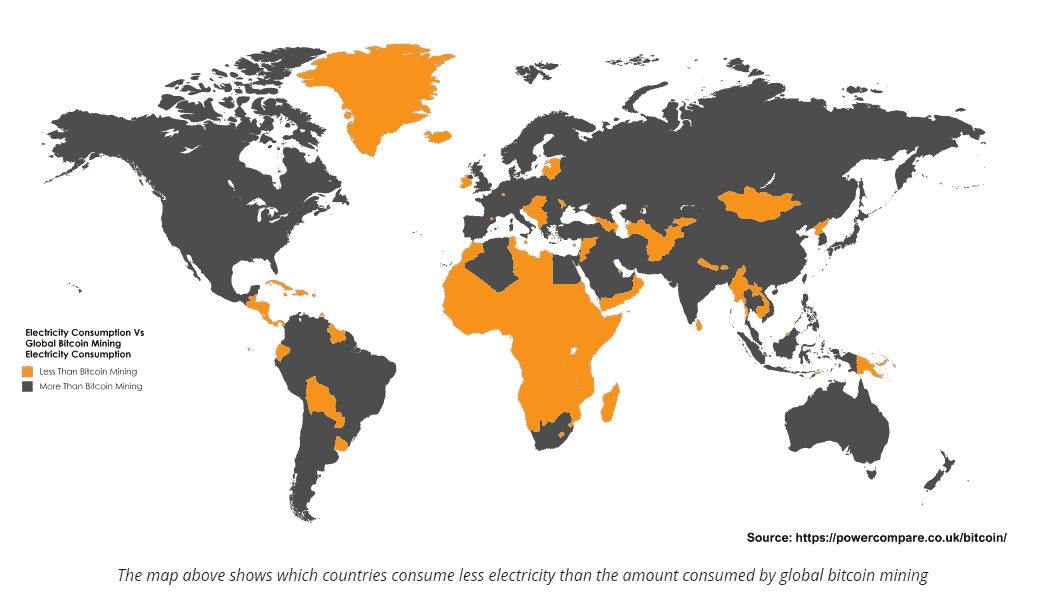 Electricity Consumption Vs
Global Bitcoin Mining
Electricity Consumption
Less Than Bitcoin Mining
More Than Bitcoin Mining
Source: https://powercompare.co.uk/bitcoin/
The map above shows which countries consume less electricity than the amount consumed by global bitcoin mining